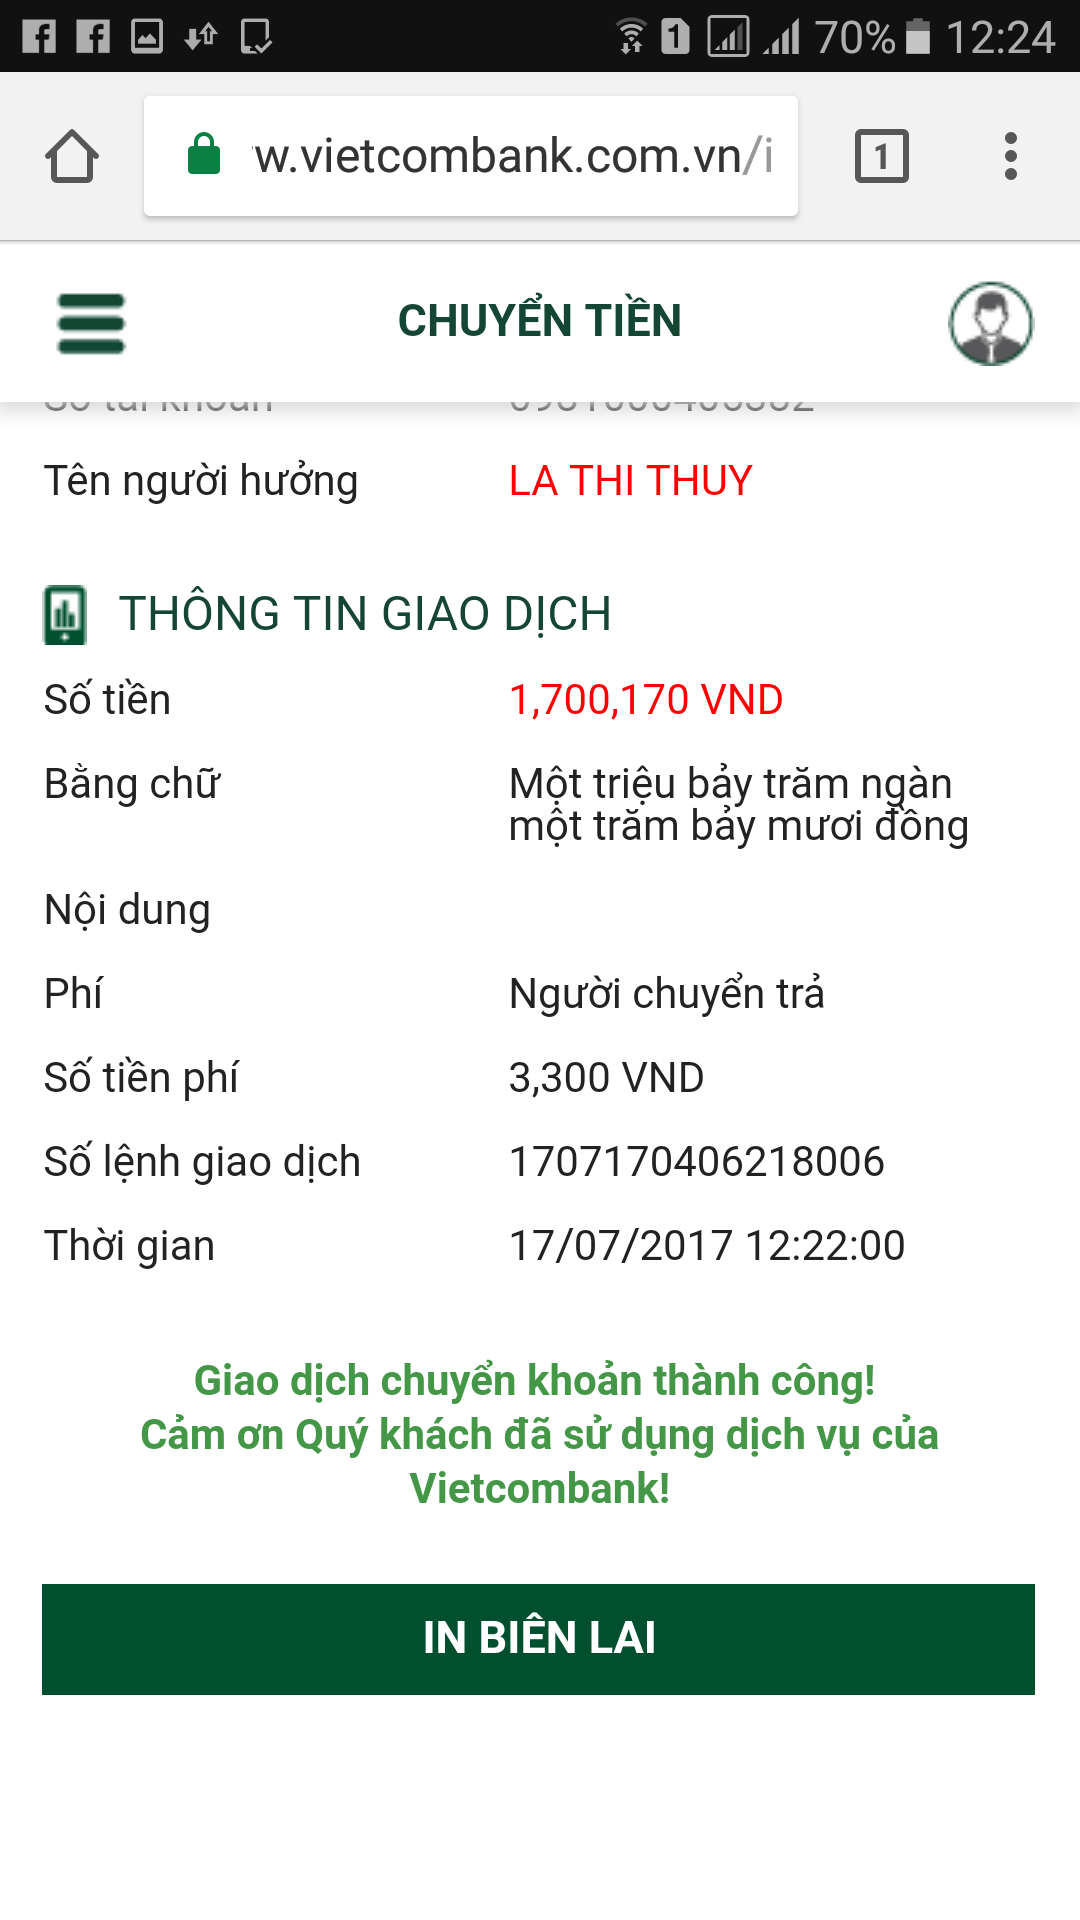 70% 12:24
w.vietcombank.com.vn/i
1
CHUYỂN TIỀN
Số tài khoản
Tên người hưởng LA THI THUY
THÔNG TIN GIAO DỊCH
Số tiền 1,700,170 VND
Bằng chữ Một triệu bảy trăm ngàn
một trăm bảy mươi đồng
Nội dung
Phí Người chuyển trả
Số tiền phí 3,300 VND
Số lệnh giao dịch 1707170406218006
Thời gian 17/07/2017 12:22:00
Giao dịch chuyển khoản thành công!
Cảm ơn Quý khách đã sử dụng dịch vụ của
Vietcombank!
IN BIÊN LAI